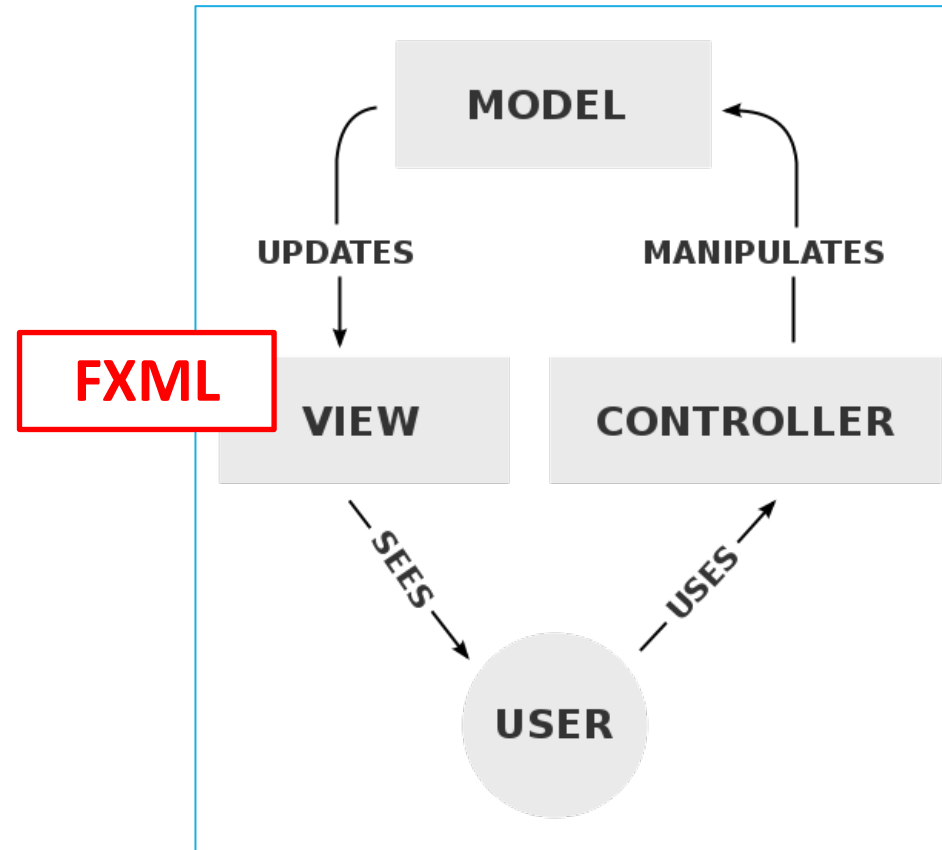 MODEL
UPDATES
MANIPULATES
FXML
VIEW
CONTROLLER
SEES
USES
USER